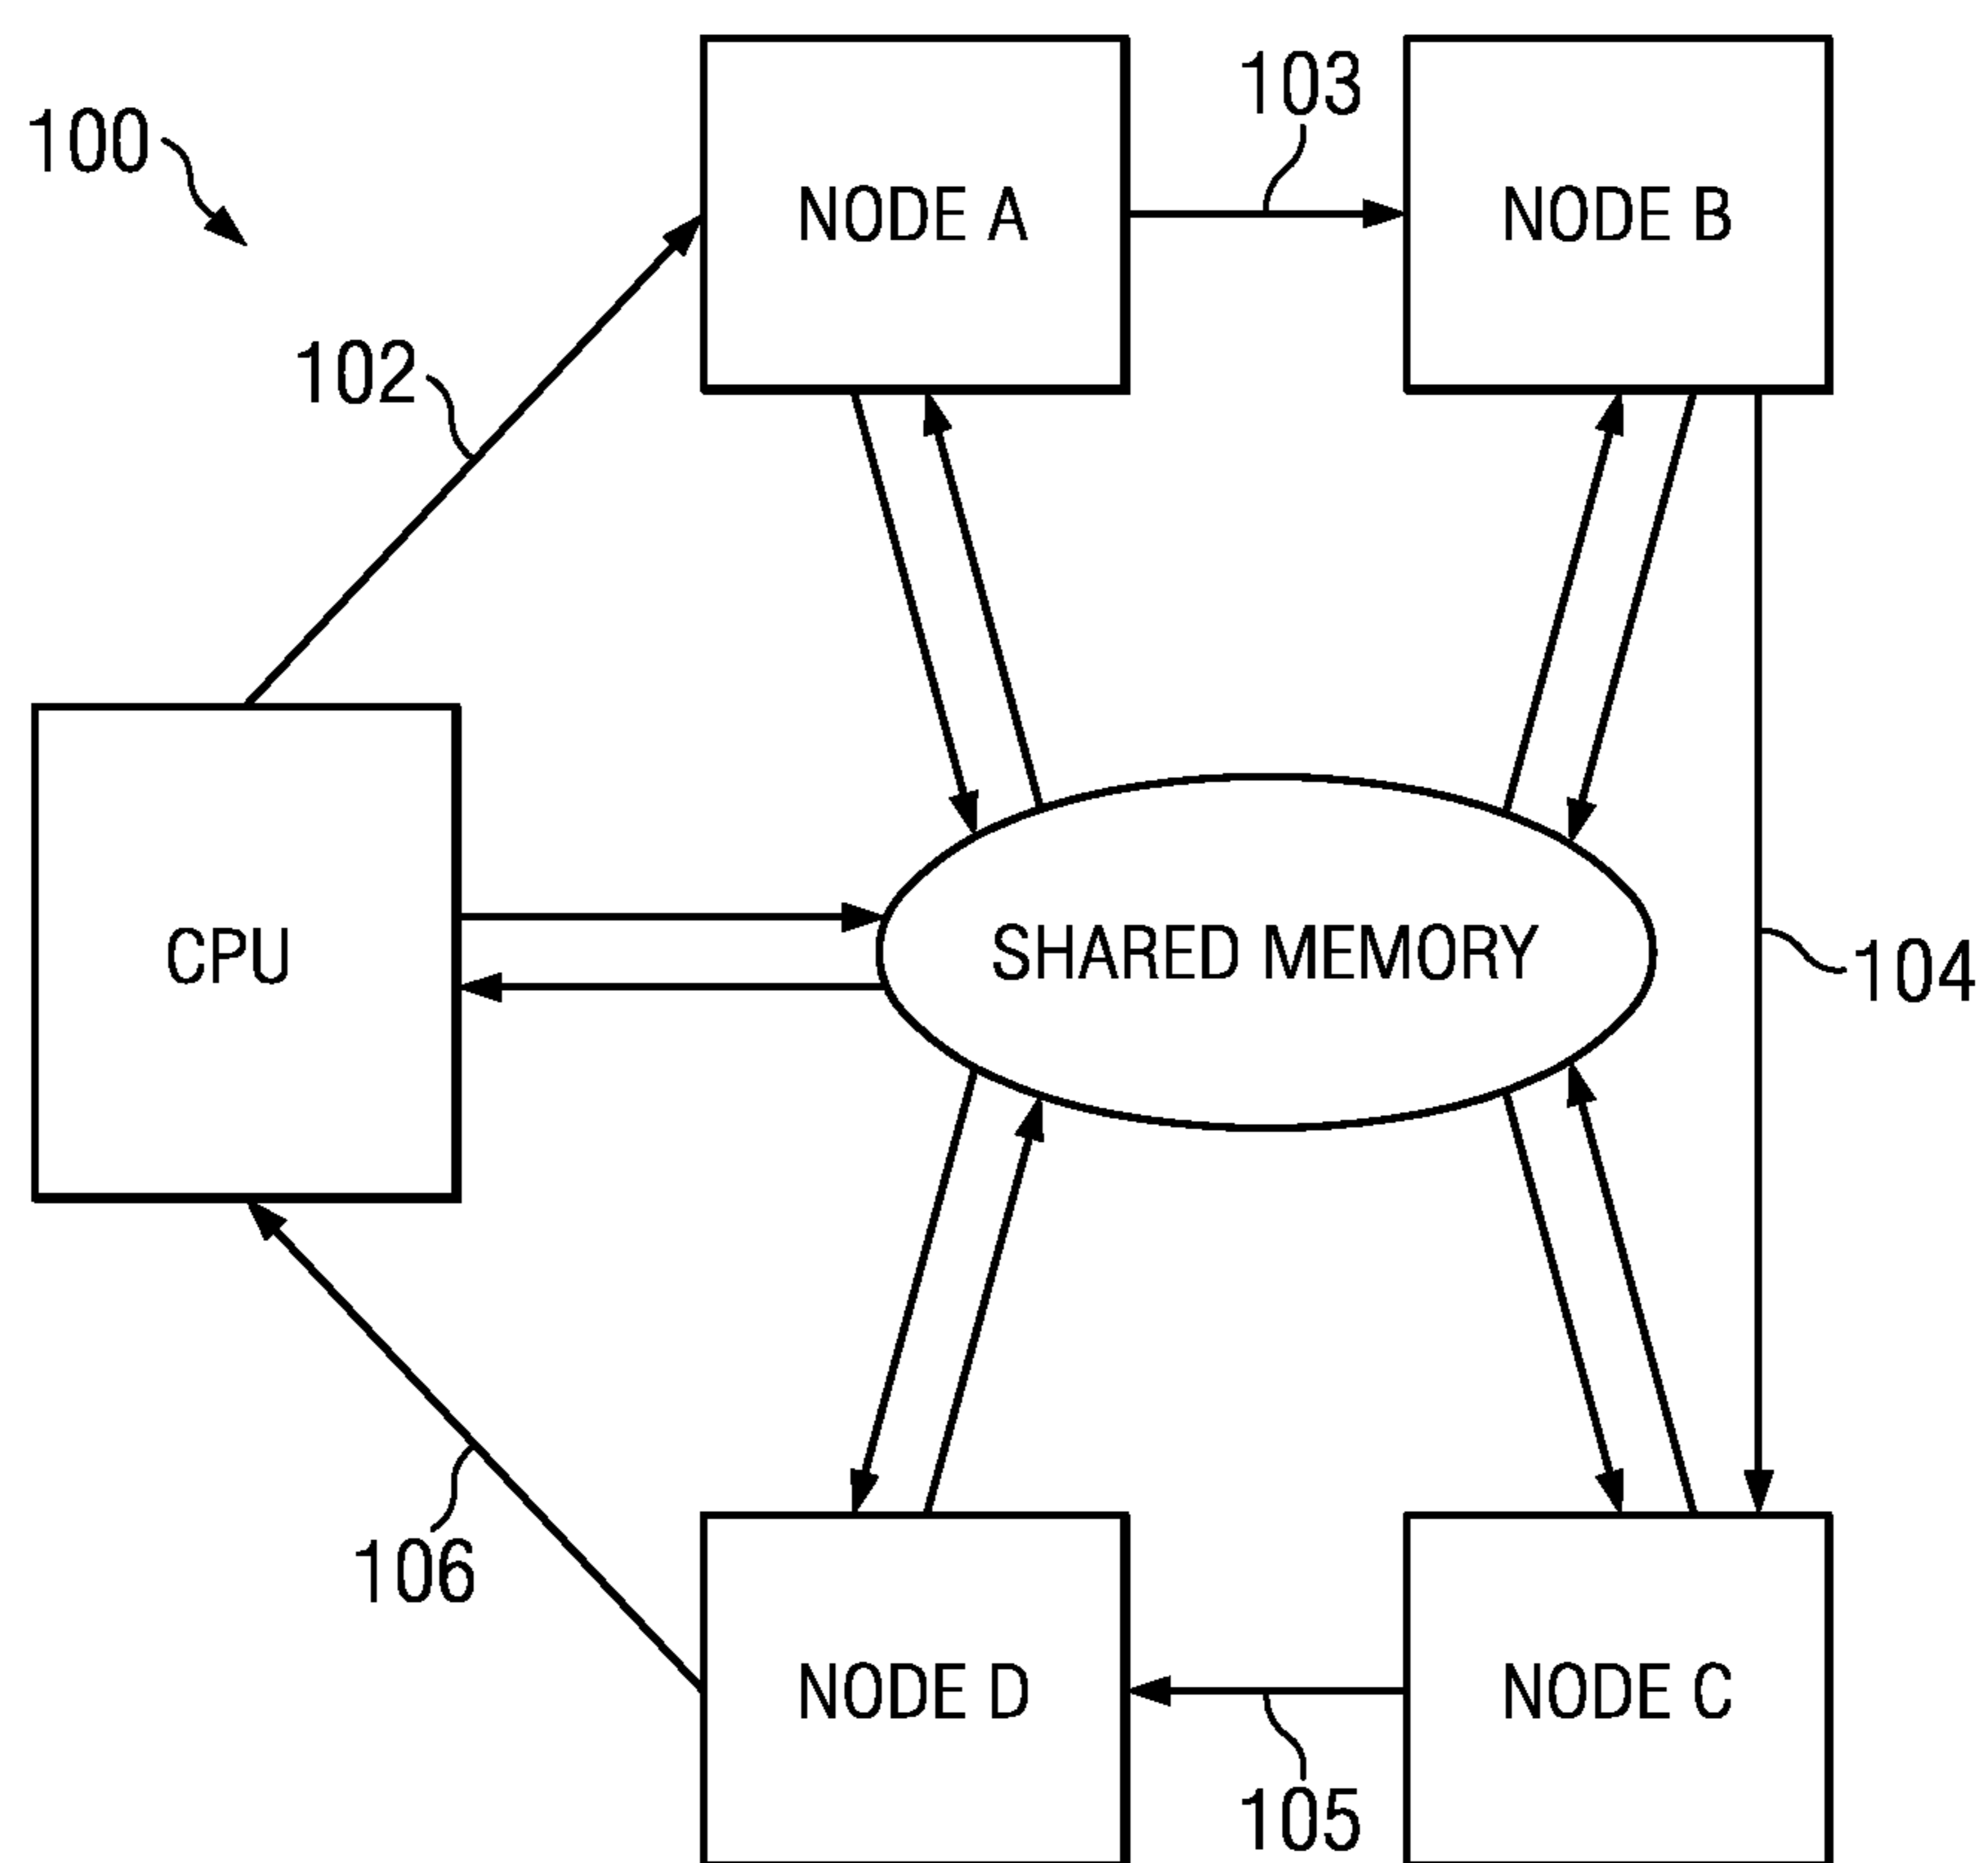 103
100
NODE A
NODE B
102
CPU
SHARED MEMORY
104
106
NODE D
NODE C
105